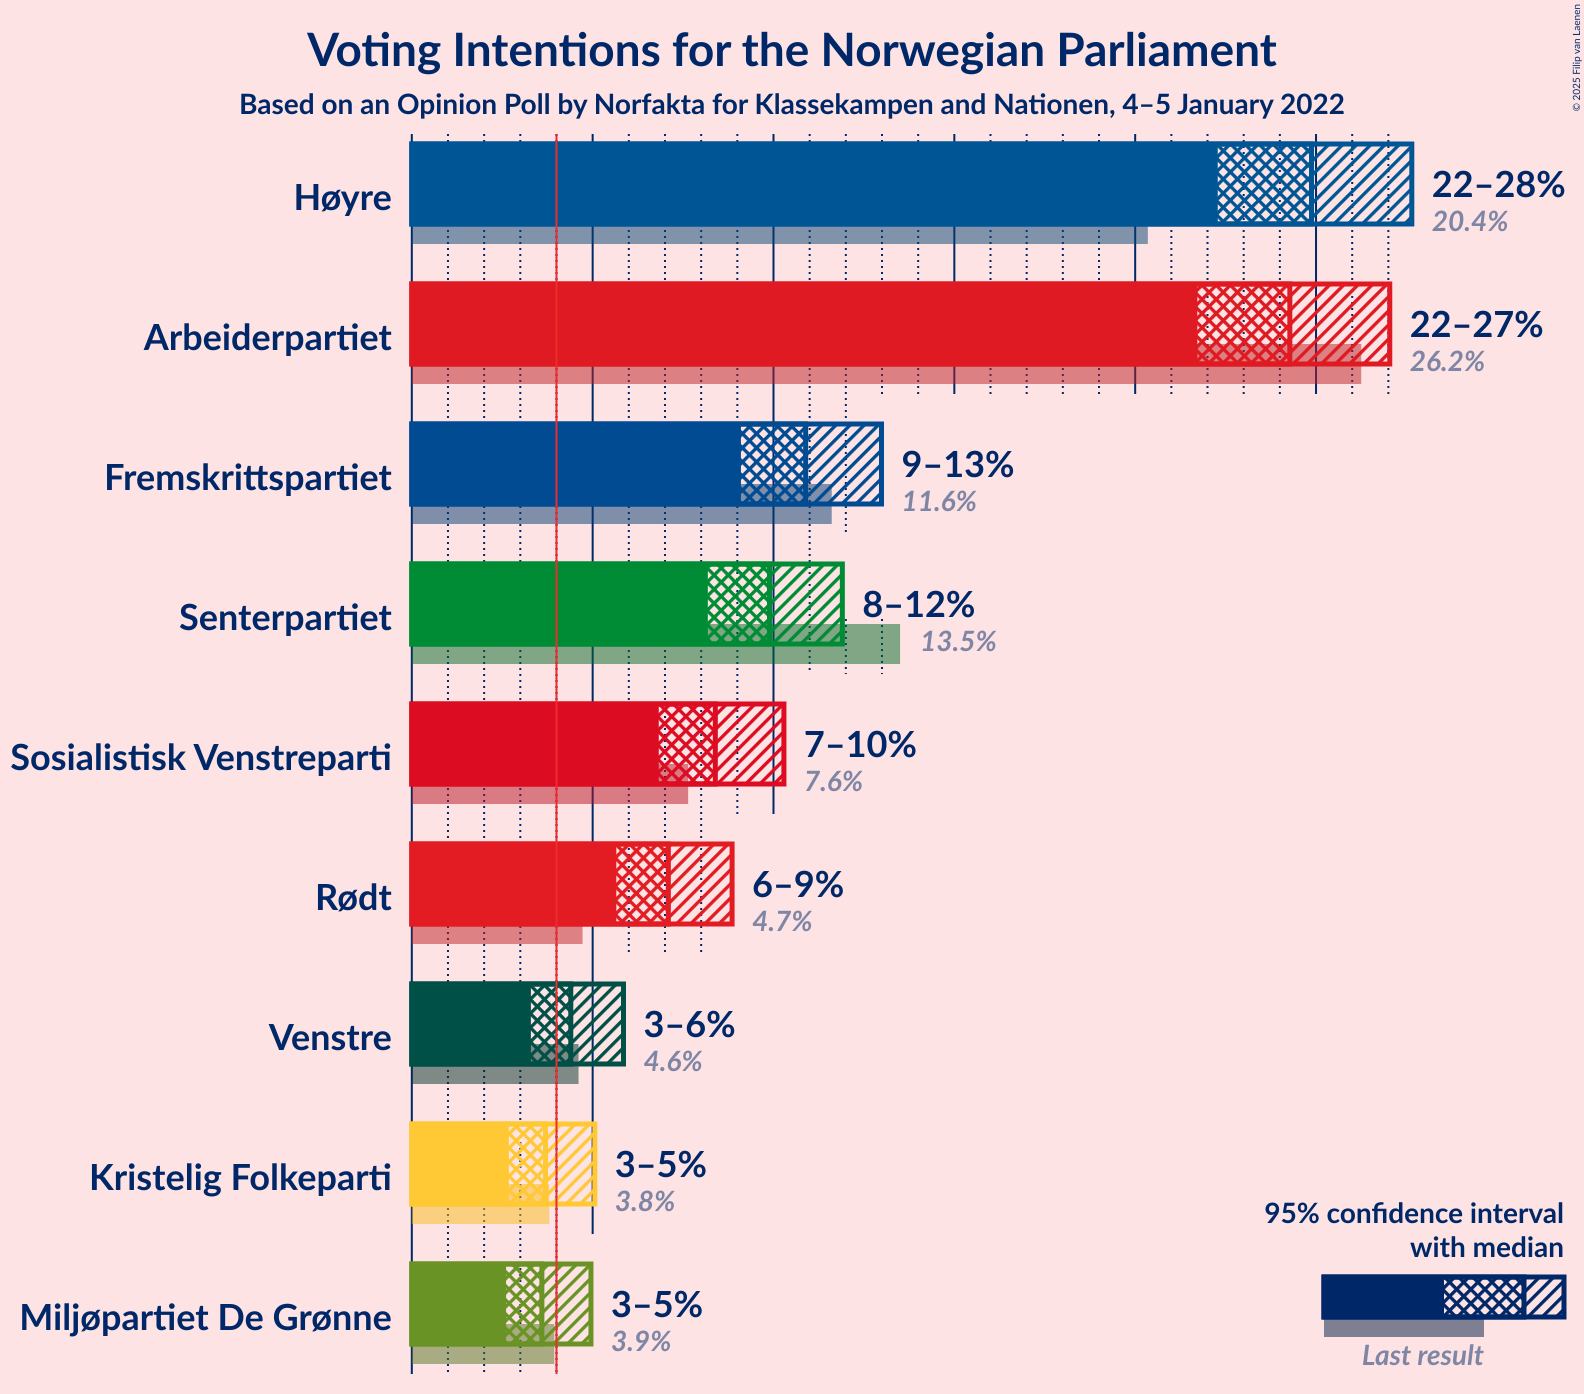 Voting Intentions for the Norwegian Parliament
Based on an Opinion Poll by Norfakta for Klassekampen and Nationen, 4–5 January 2022
© 2025 Filip van Laenen
Høyre
22–28%
20.4%
Arbeiderpartiet
22–27%
26.2%
Fremskrittspartiet
9–13%
11.6%
Senterpartiet
8–12%
13.5%
Sosialistisk Venstreparti
7–10%
7.6%
Rødt
6–9%
4.7%
Venstre
3–6%
4.6%
Kristelig Folkeparti
3–5%
3.8%
Miljøpartiet De Grønne
3–5%
3.9%
95% confidence interval
with median
Last result